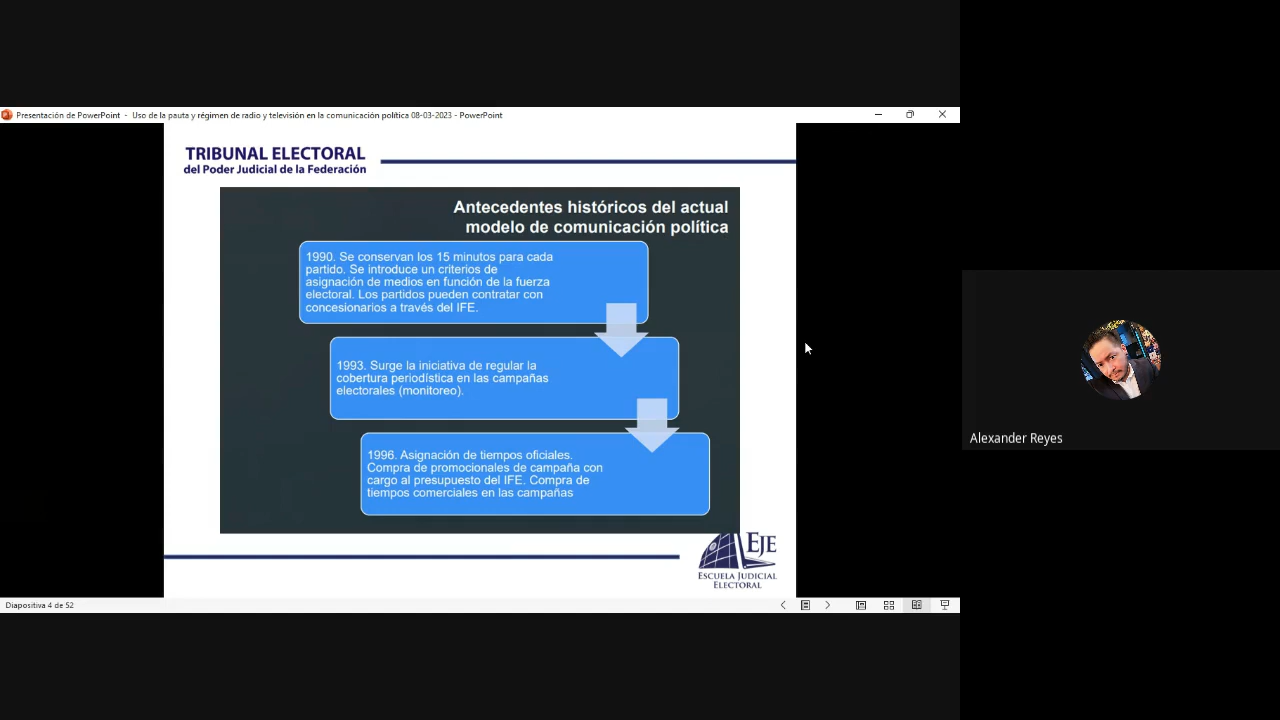 Presentación de PowerPoint - Uso de la pauta y régimen de radio y televisión en la comunicación política 08-03-2023 - PowerPoint
TRIBUNAL ELECTORAL
del Poder Judicial de la Federación
Antecedentes históricos del actual
modelo de comunicación política
1990. Se conservan los 15 minutos para cada
partido. Se introduce un criterios de
asignación de medios en función de la fuerza
electoral. Los partidos pueden contratar con
concesionarios a través del IFE.
1993. Surge la iniciativa de regular la
cobertura periodística en las campañas
electorales (monitoreo).
1996. Asignación de tiempos oficiales.
Compra de promocionales de campaña con
cargo al presupuesto del IFE. Compra de
tiempos comerciales en las campañas
EJE
ESCUELA JUDICIAL
ELECTORAL
Diapositiva 4 de 52
Alexander Reyes